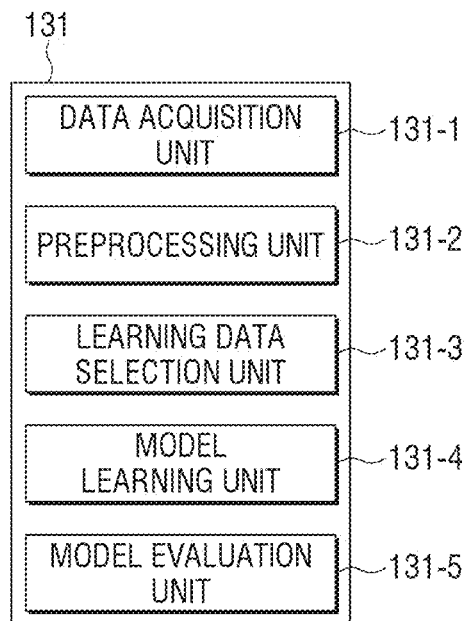 131
DATA ACQUISITION
UNIT
131-1
PREPROCESSING UNIT
131-2
LEARNING DATA
SELECTION UNIT
131-3
MODEL
LEARNING UNIT
131-4
MODEL EVALUATION
UNIT
131-5